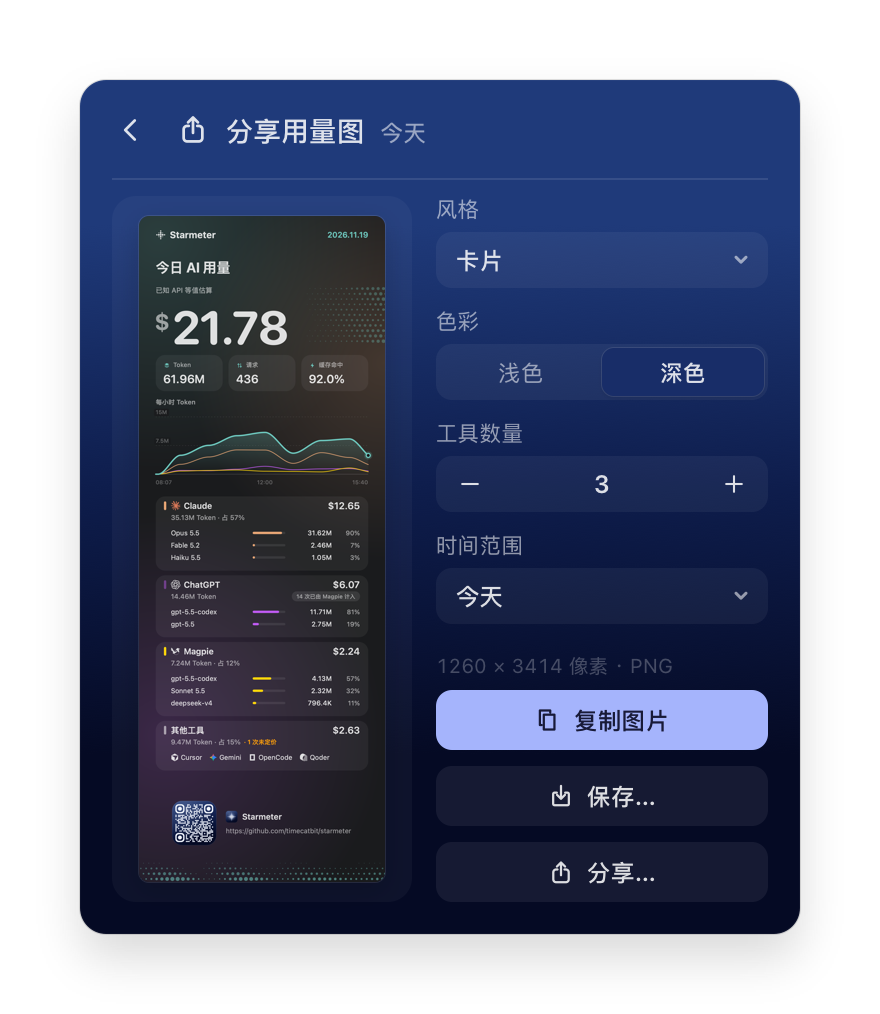 分享用量图 今天
Starmeter 2026.11.19
今日 AI 用量
已知 API 等值估算
$21.78
Token 请求 缓存命中
61.96M 436 92.0%
每小时 Token
15M
7.5M
08:07 12:00 15:40
Claude $12.65
35.13M Token · 占 57%
Opus 5.5 31.62M 90%
Fable 5.2 2.46M 7%
Haiku 5.5 1.05M 3%
ChatGPT $6.07
14.46M Token 14 次已由 Magpie 计入
gpt-5.5-codex 11.71M 81%
gpt-5.5 2.75M 19%
Magpie $2.24
7.24M Token · 占 12%
gpt-5.5-codex 4.13M 57%
Sonnet 5.5 2.32M 32%
deepseek-v4 796.4K 11%
其他工具 $2.63
9.47M Token · 占 15% · 1 次未定价
Cursor Gemini OpenCode Qoder
Starmeter
https://github.com/timecatbit/starmeter
风格
卡片
色彩
浅色 深色
工具数量
3
时间范围
今天
1260 × 3414 像素 · PNG
复制图片
保存...
分享...